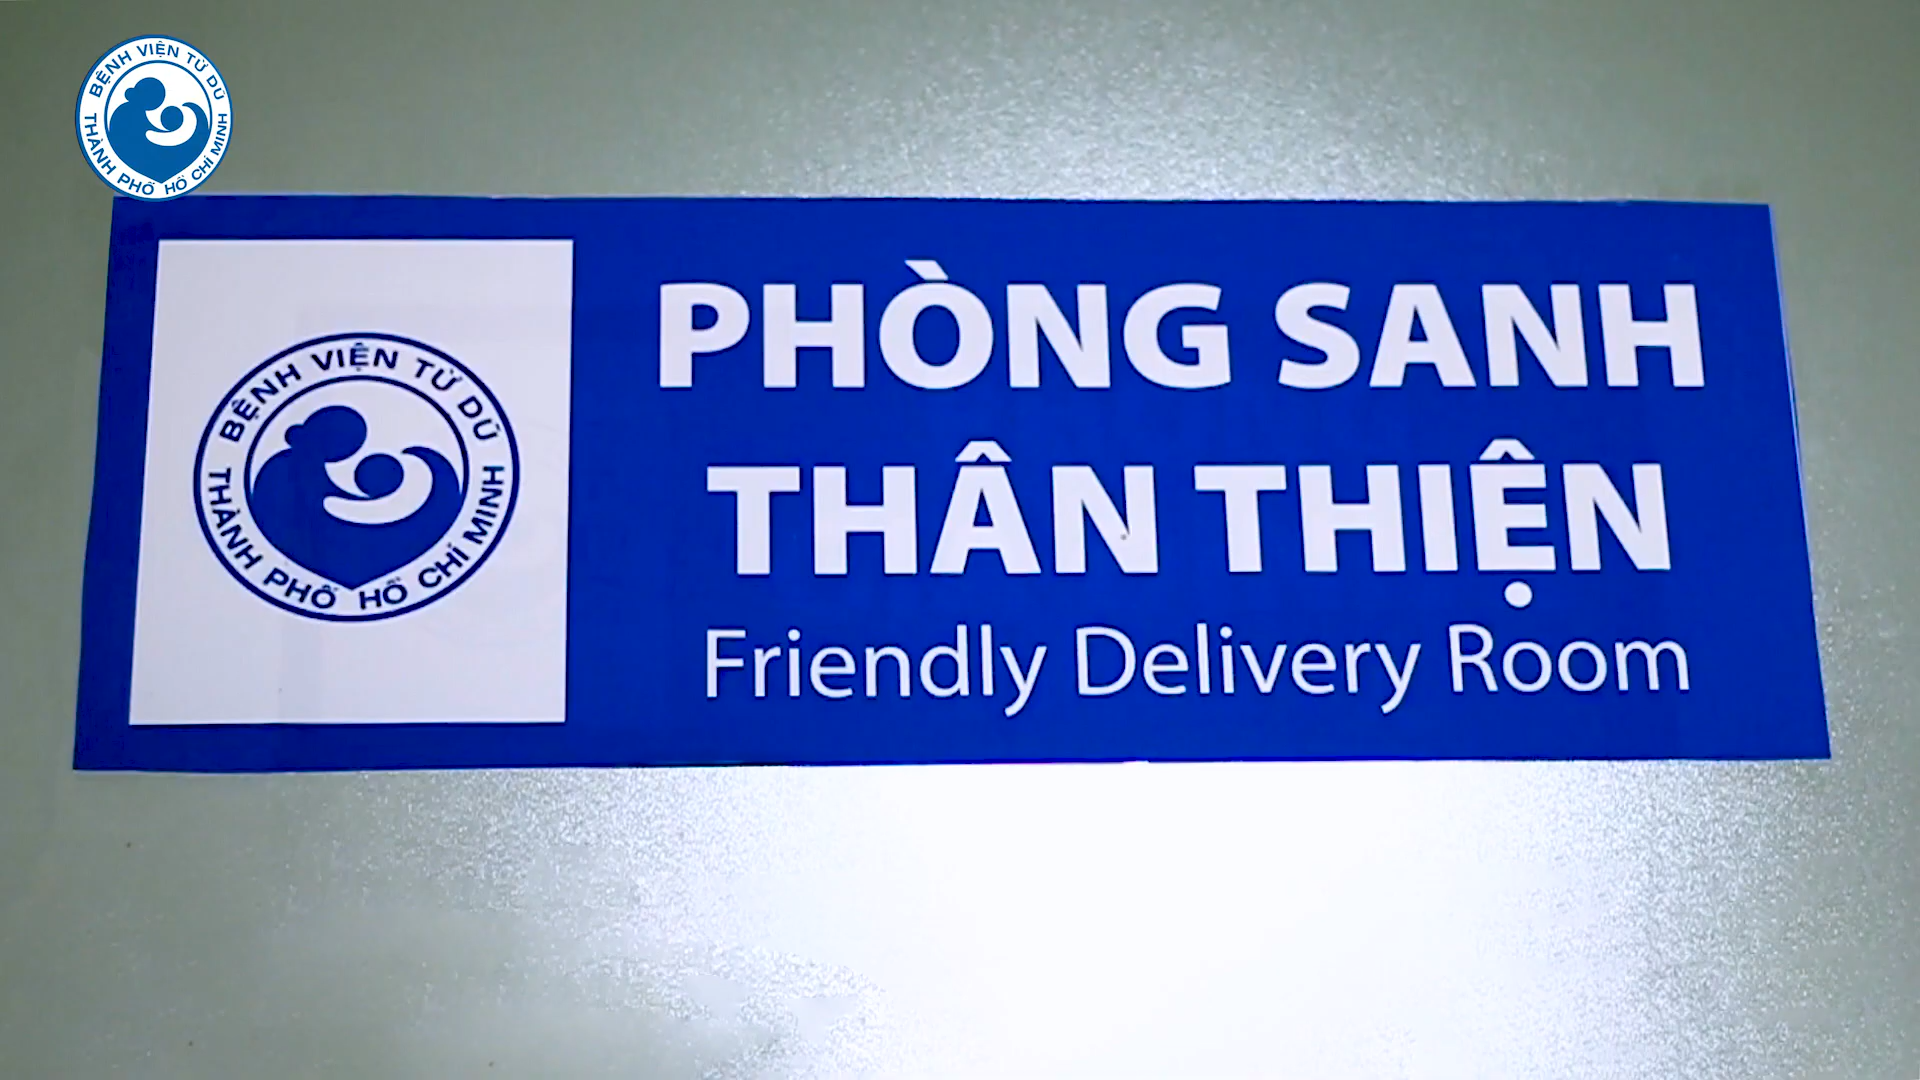 BỆNH VIỆN TỪ DŨ
THÀNH PHỐ HỒ CHÍ MINH
BỆNH VIỆN TỪ DŨ
THÀNH PHỐ HỒ CHÍ MINH
PHÒNG SANH
THÂN THIỆN
Friendly Delivery Room